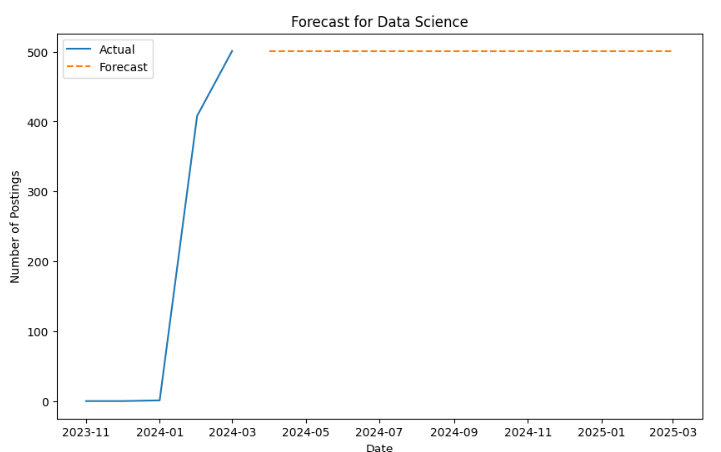 Forecast for Data Science
Actual
Forecast
Number of Postings
500
400
300
200
100
0
2023-11 2024-01 2024-03 2024-05 2024-07 2024-09 2024-11 2025-01 2025-03
Date